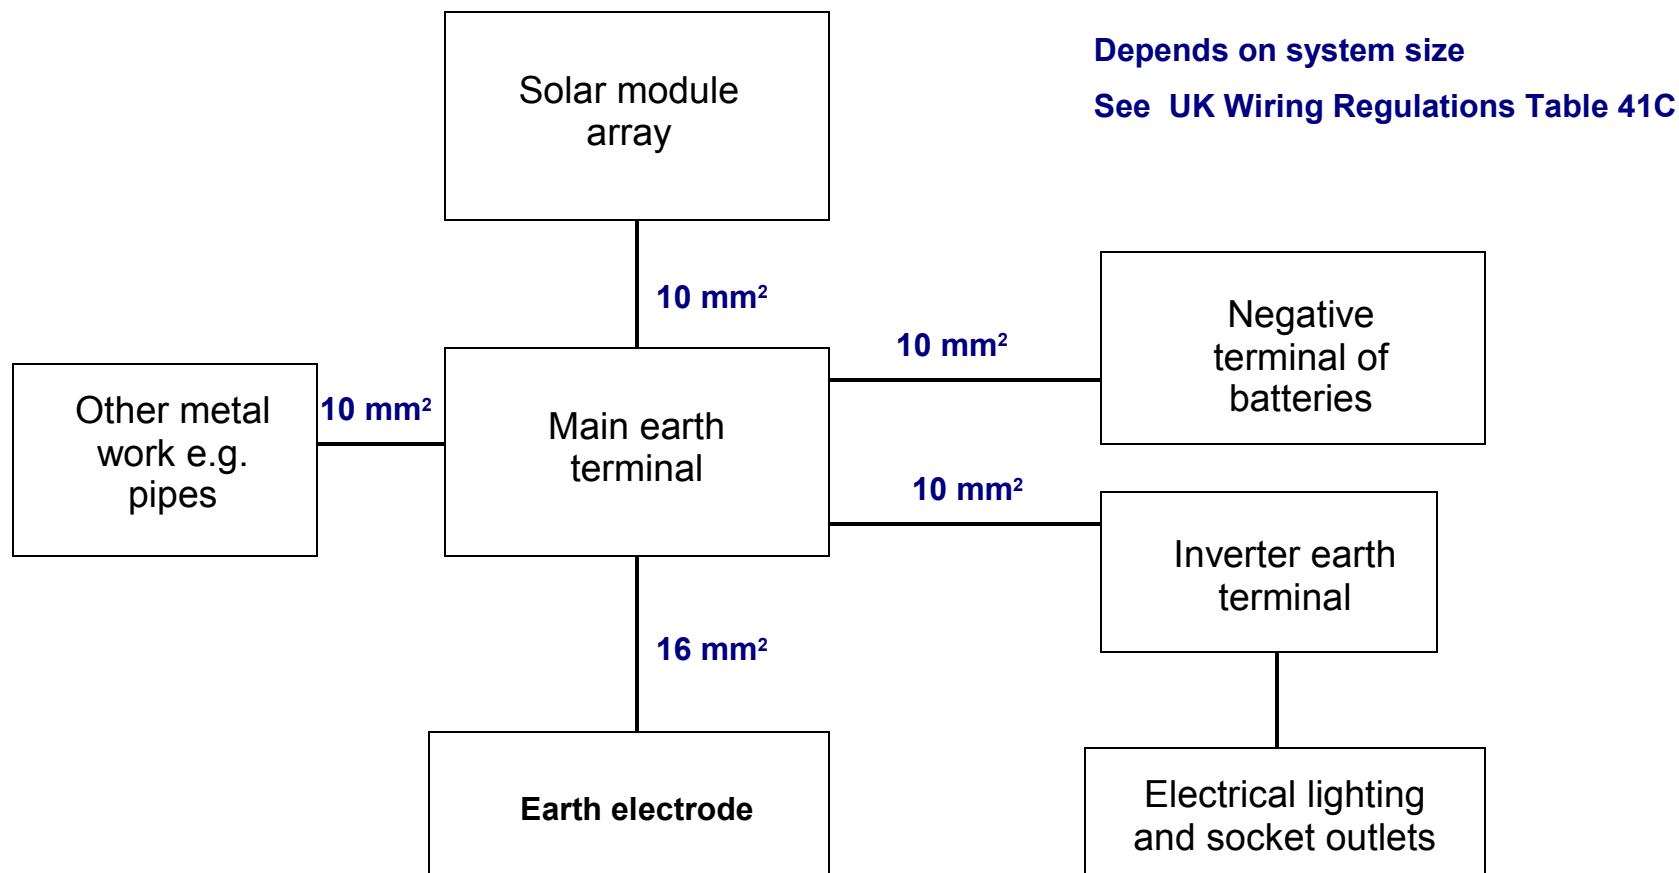 Solar module
array
Depends on system size
See UK Wiring Regulations Table 41C
10 mm²
Negative
terminal of
batteries
10 mm²
Other metal
work e.g.
pipes
10 mm²
Main earth
terminal
10 mm²
Inverter earth
terminal
16 mm²
Earth electrode
Electrical lighting
and socket outlets